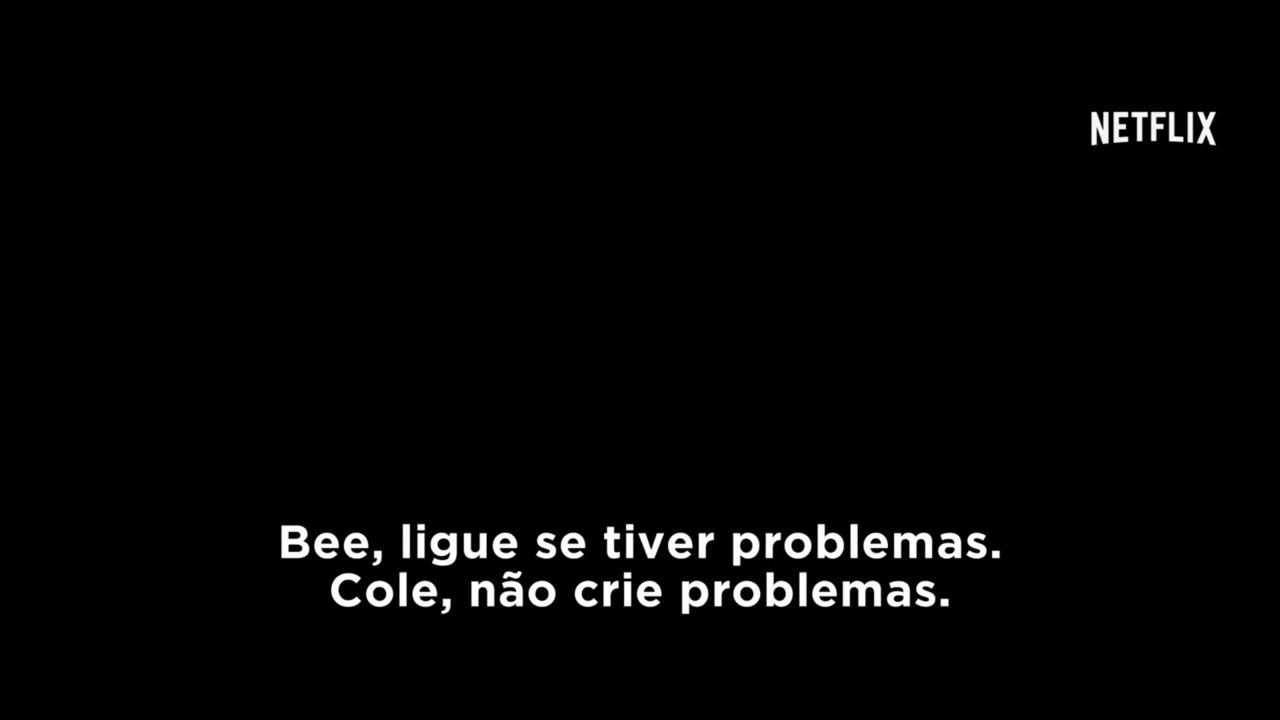 NETFLIX
Bee, ligue se tiver problemas.
Cole, não crie problemas.